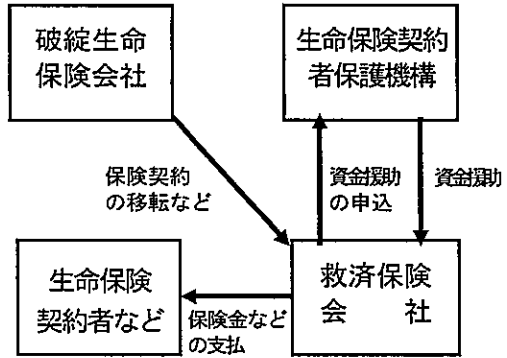 破綻生命
保険会社
生命保険契約
者保護機構
保険契約
の移転など
資金援助
の申込
資金援助
生命保険
契約者など
保険金など
の支払
救済保険
会　社